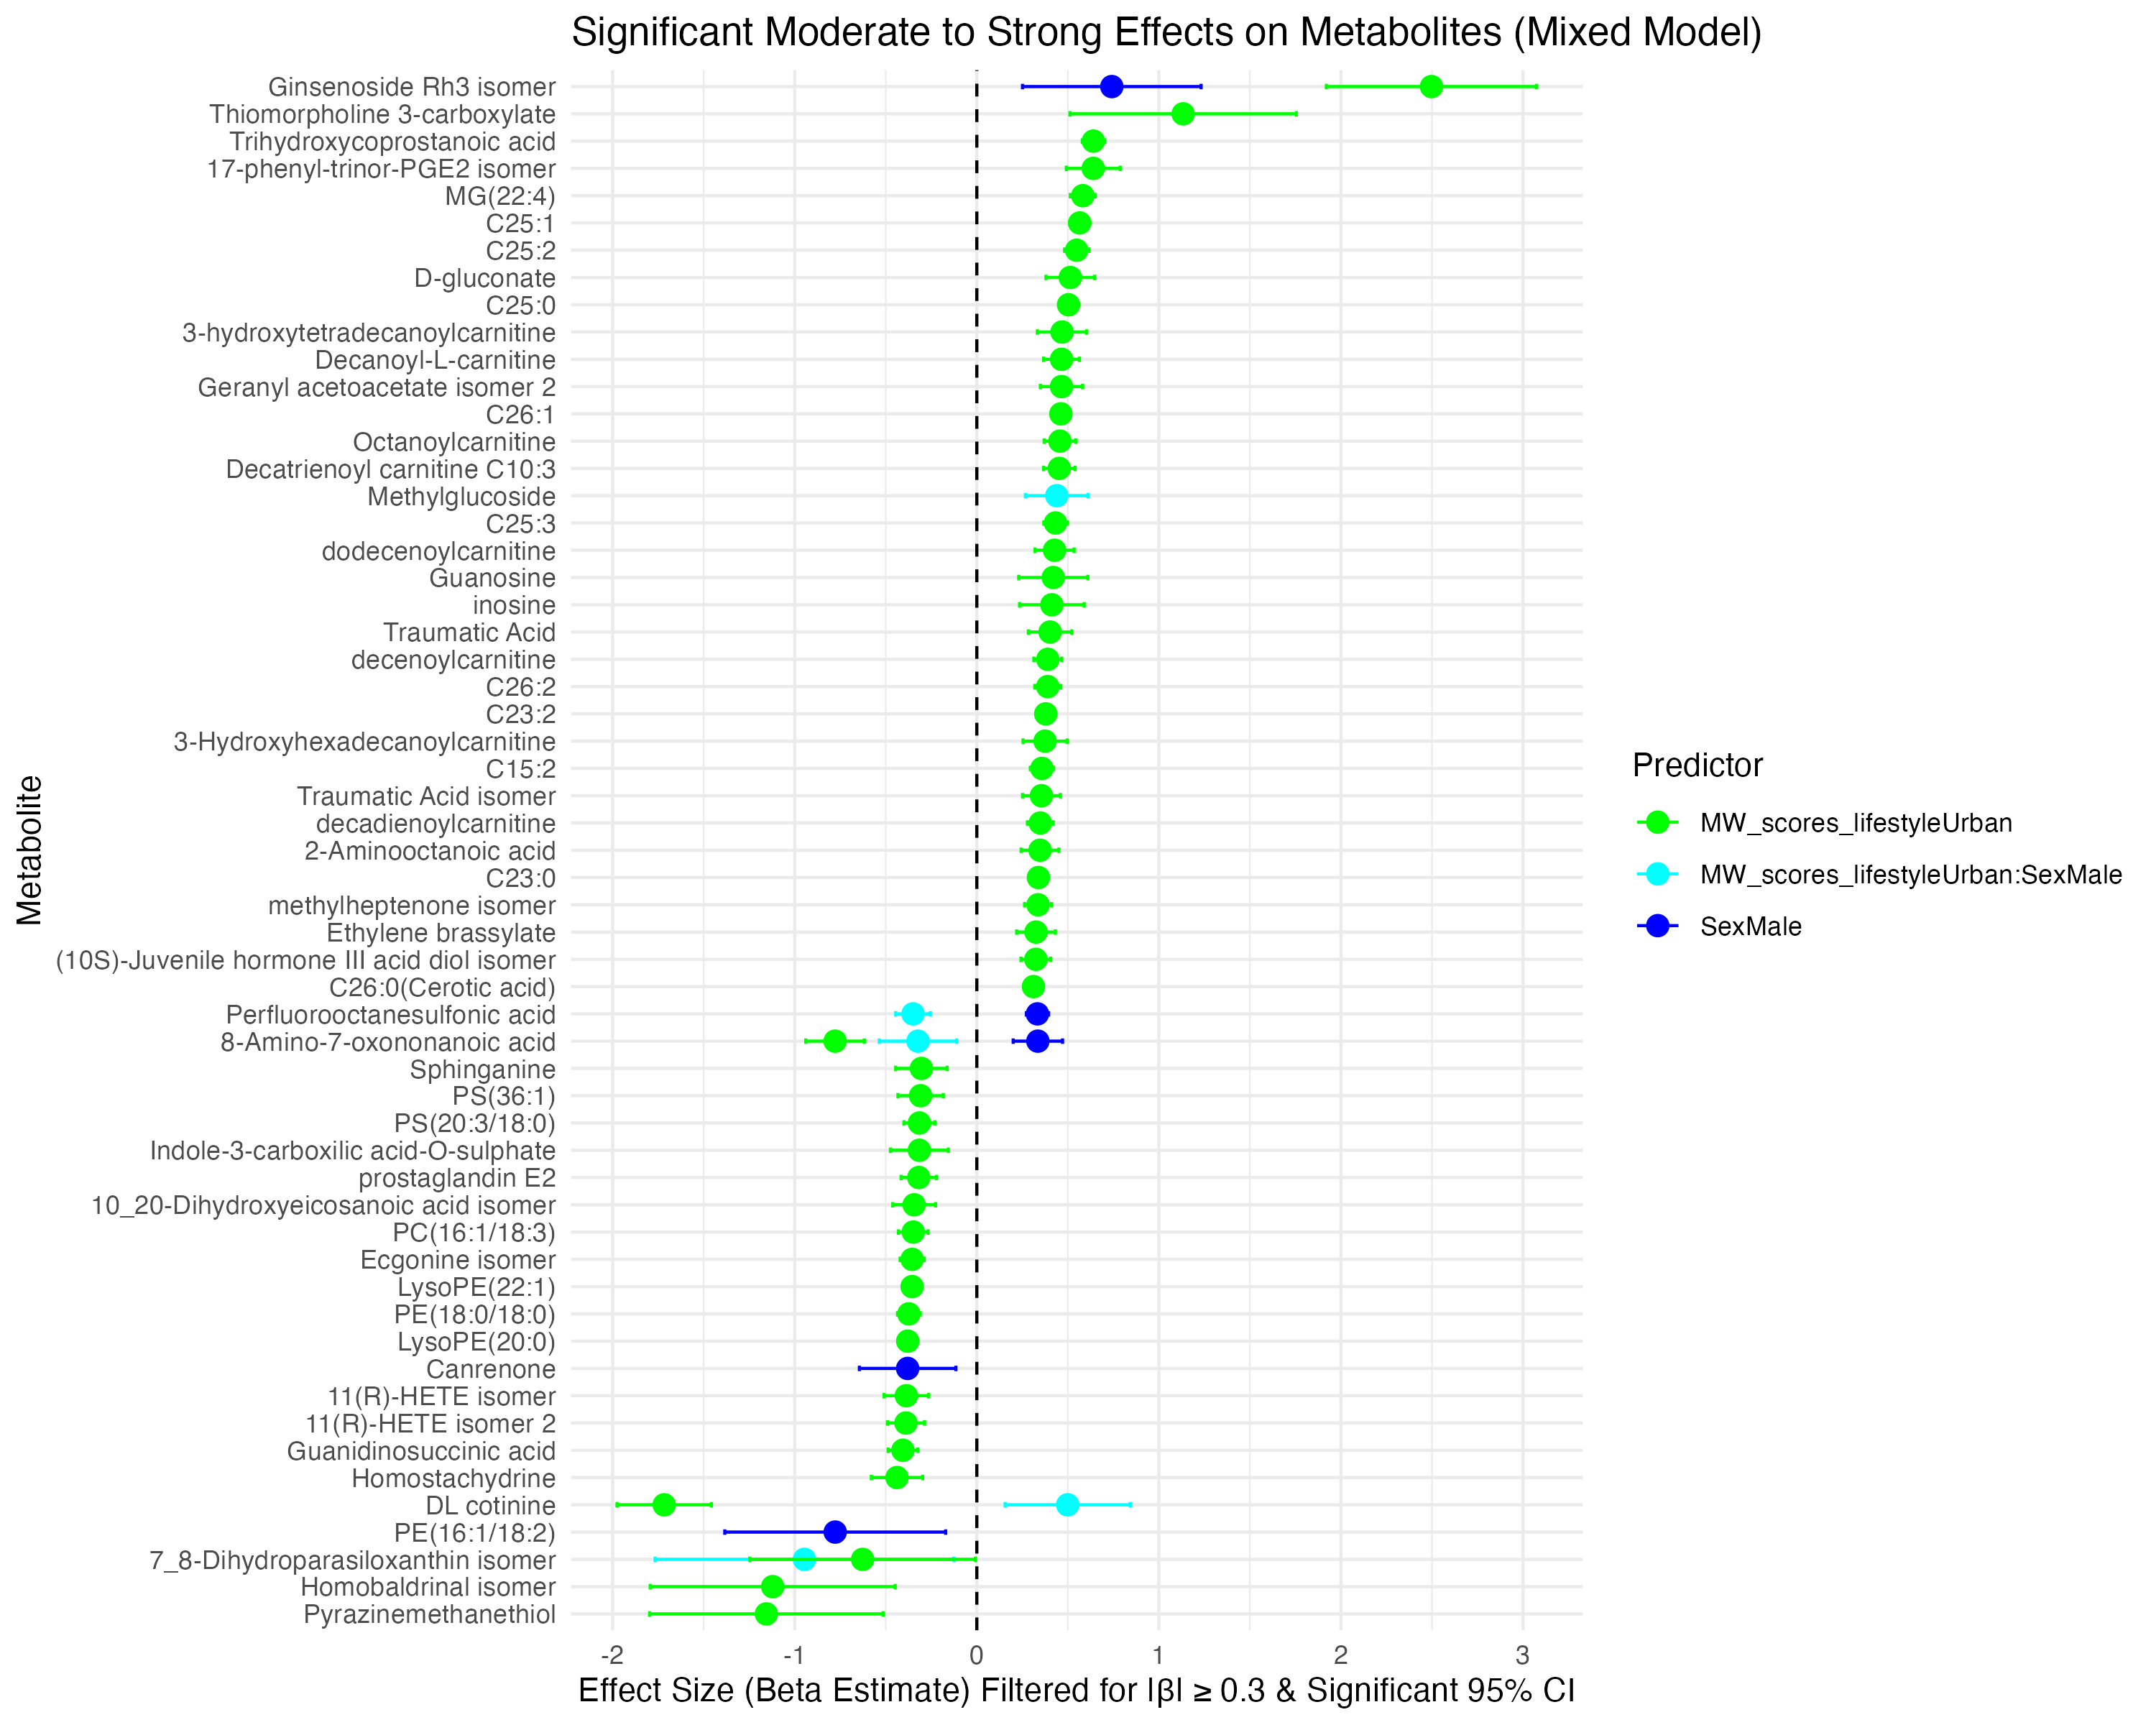 Significant Moderate to Strong Effects on Metabolites (Mixed Model)
Metabolite
Ginsenoside Rh3 isomer
Thiomorpholine 3-carboxylate
Trihydroxycoprostanoic acid
17-phenyl-trinor-PGE2 isomer
MG(22:4)
C25:1
C25:2
D-gluconate
C25:0
3-hydroxytetradecanoylcarnitine
Decanoyl-L-carnitine
Geranyl acetoacetate isomer 2
C26:1
Octanoylcarnitine
Decatrienoyl carnitine C10:3
Methylglucoside
C25:3
dodecenoylcarnitine
Guanosine
inosine
Traumatic Acid
decenoylcarnitine
C26:2
C23:2
3-Hydroxyhexadecanoylcarnitine
C15:2
Traumatic Acid isomer
decadienoylcarnitine
2-Aminooctanoic acid
C23:0
methylheptenone isomer
Ethylene brassylate
(10S)-Juvenile hormone III acid diol isomer
C26:0(Cerotic acid)
Perfluorooctanesulfonic acid
8-Amino-7-oxononanoic acid
Sphinganine
PS(36:1)
PS(20:3/18:0)
Indole-3-carboxilic acid-O-sulphate
prostaglandin E2
10_20-Dihydroxyeicosanoic acid isomer
PC(16:1/18:3)
Ecgonine isomer
LysoPE(22:1)
PE(18:0/18:0)
LysoPE(20:0)
Canrenone
11(R)-HETE isomer
11(R)-HETE isomer 2
Guanidinosuccinic acid
Homostachydrine
DL cotinine
PE(16:1/18:2)
7_8-Dihydroparasiloxanthin isomer
Homobaldrinal isomer
Pyrazinemethanethiol
-2 -1 0 1 2 3
Effect Size (Beta Estimate) Filtered for |β| ≥ 0.3 & Significant 95% CI
Predictor
MW_scores_lifestyleUrban
MW_scores_lifestyleUrban:SexMale
SexMale